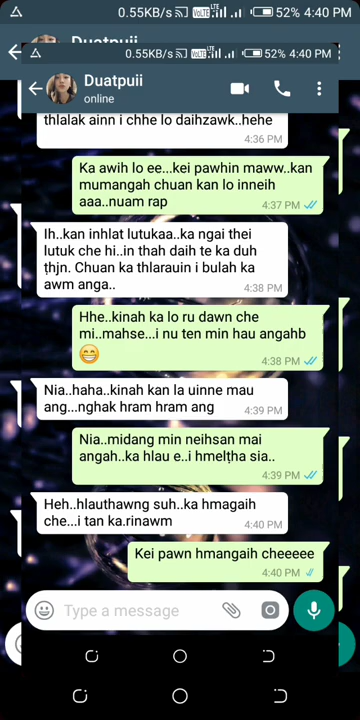 0.55KB/s VoLTE LTE 52% 4:40 PM
Duatpuii
0.55KB/s VoLTE LTE 52% 4:40 PM
Duatpuii
online
thlalak ainn i chhe lo daihzawk..hehe
4:36 PM
Ka awih lo ee...kei pawhin maww..kan
mumangah chuan kan lo inneih
aaa..nuam rap
4:37 PM
Ih..kan inhlat lutukaa..ka ngai thei
lutuk che hi..in thah daih te ka duh
ṭhjn. Chuan ka thlarauin i bulah ka
awm anga..
4:38 PM
Hhe..kinah ka lo ru dawn che
mi..mahse...i nu ten min hau angahb
😁
4:38 PM
Nia..haha..kinah kan la uinne mau
ang...nghak hram hram ang
4:39 PM
Nia..midang min neihsan mai
angah..ka hlau e..i hmelṭha sia..
4:39 PM
Heh..hlauthawng suh..ka hmagaih
che...i tan ka.rinawm
4:40 PM
Kei pawn hmangaih cheeeee
4:40 PM
Type a message